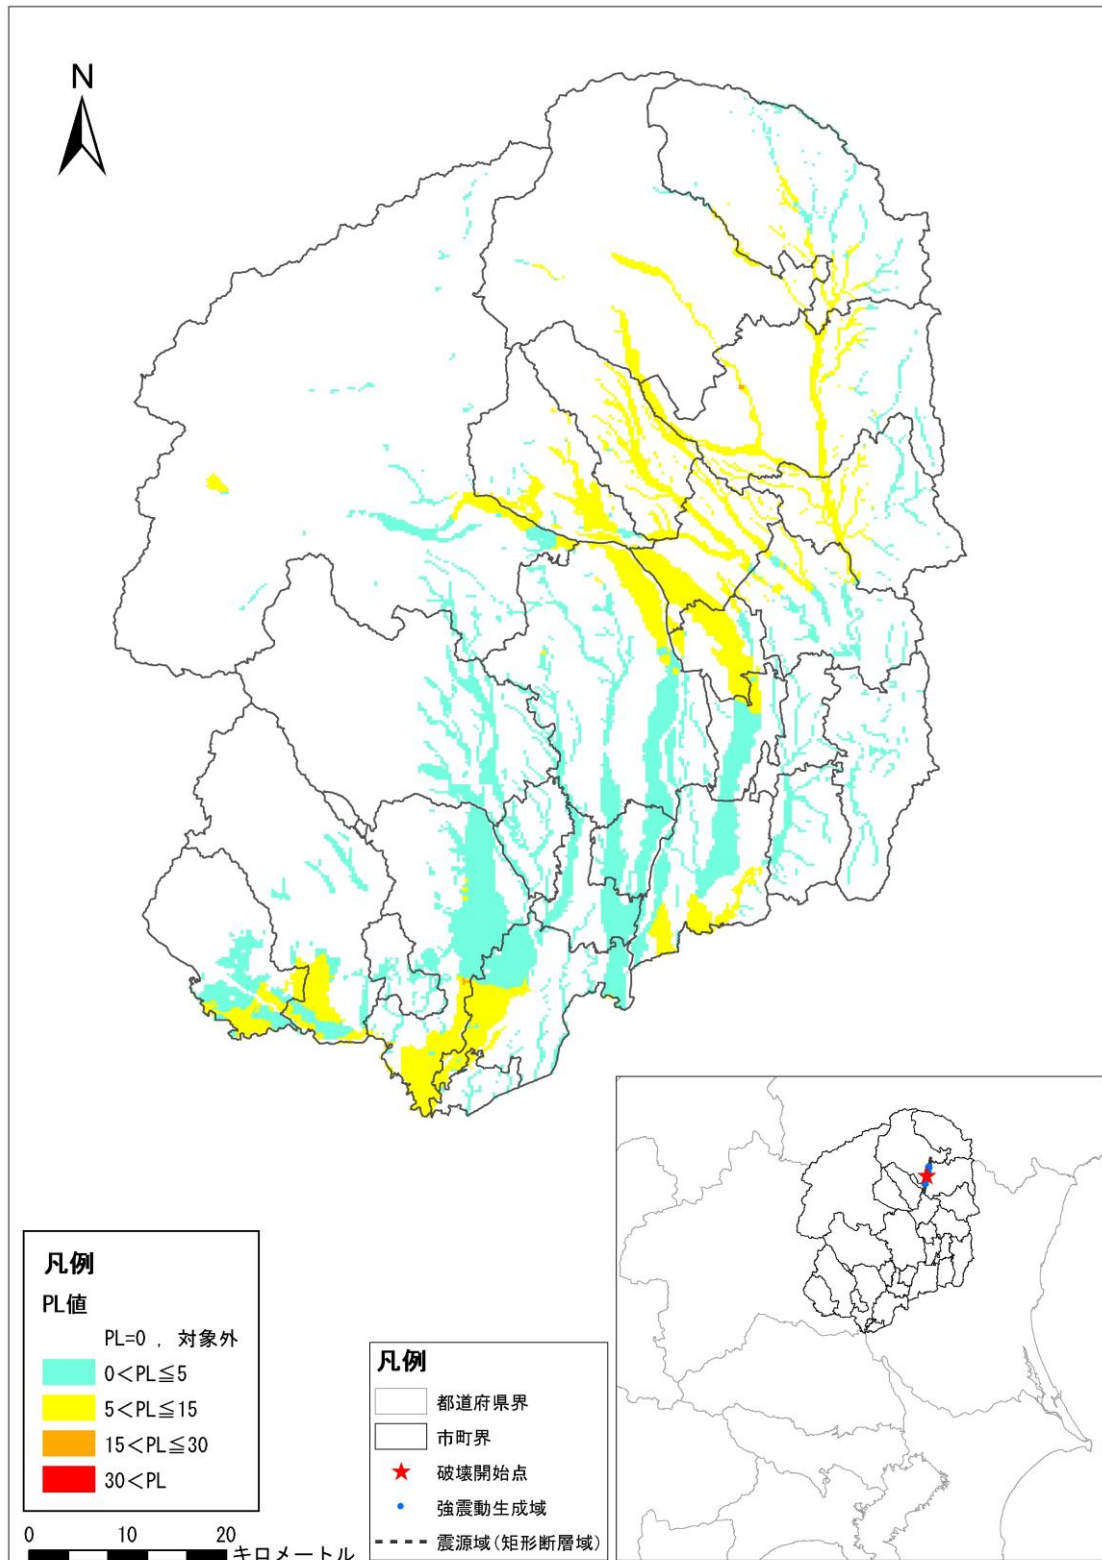 N
凡例
PL値
PL=0 , 対象外
0<PL≦5
5<PL≦15
15<PL≦30
30<PL
0 10 20
キロメートル
凡例
都道府県界
市町界
破壊開始点
強震動生成域
震源域(矩形断層域)